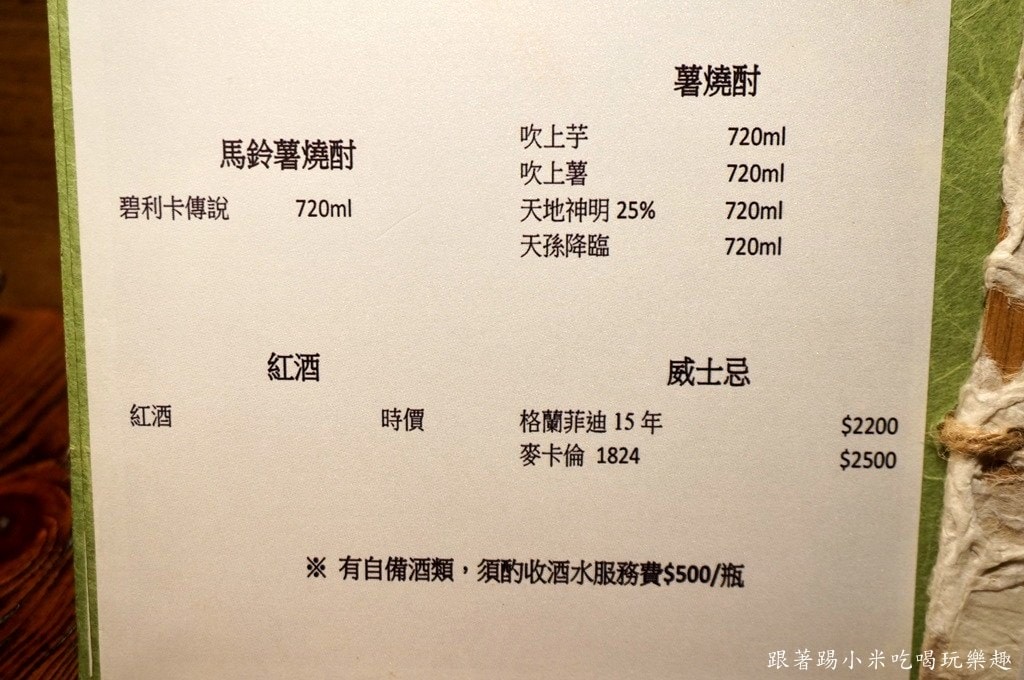 馬鈴薯燒酎
碧利卡傳說 720ml
薯燒酎
吹上芋 720ml
吹上薯 720ml
天地神明 25% 720ml
天孫降臨 720ml
紅酒
紅酒 時價
威士忌
格蘭菲迪 15 年 $2200
麥卡倫 1824 $2500
※ 有自備酒類，須酌收酒水服務費$500/瓶
跟著踢小米吃喝玩樂趣